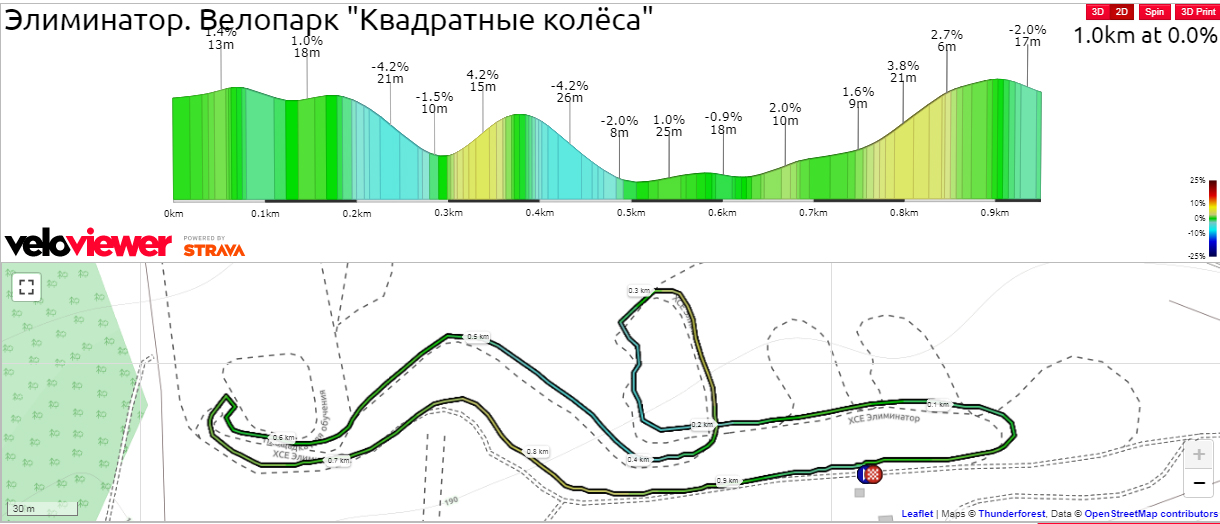 Элиминатор. Велопарк "Квадратные колёса"
3D 2D Spin 3D Print
1.0km at 0.0%
1.4%
13m
1.0%
18m
-4.2%
21m
-1.5%
10m
4.2%
15m
-4.2%
26m
-2.0%
8m
1.0%
25m
-0.9%
18m
2.0%
10m
1.6%
9m
3.8%
21m
2.7%
6m
-2.0%
17m
25%
10%
0%
-10%
-25%
0km 0.1km 0.2km 0.3km 0.4km 0.5km 0.6km 0.7km 0.8km 0.9km
veloviewer
POWERED BY
STRAVA
0.3 km
XCE
0.5 km
0.1 km
XCE Элиминатор
0.2 km
обучения
0.6 km
XCE
0.7 km
0.4 km
0.8 km
0.9 km
190
+
−
30 m
Leaflet | Maps © Thunderforest, Data © OpenStreetMap contributors